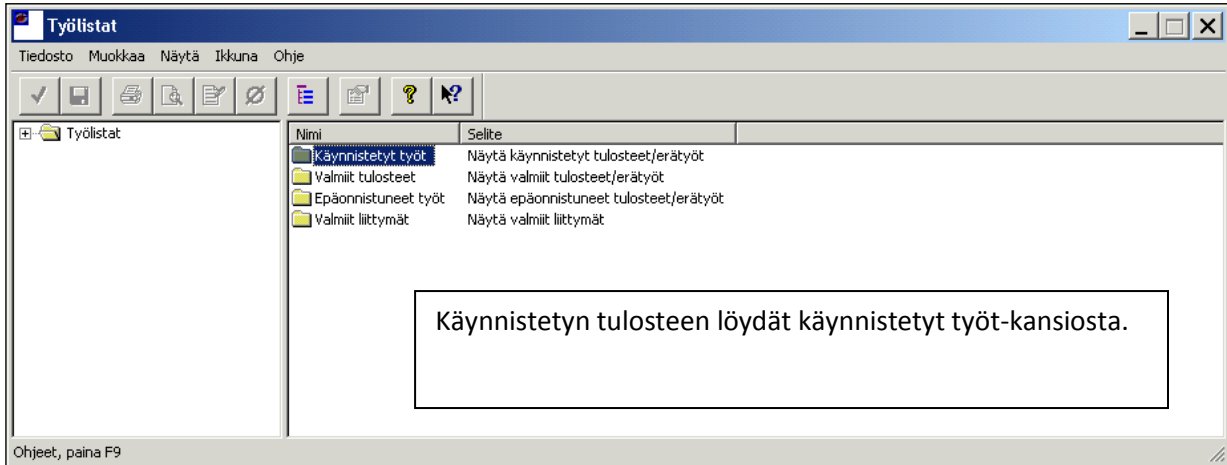 Työlistat
Tiedosto Muokkaa Näytä Ikkuna Ohje
Työlistat
Nimi Selite
Käynnistetyt työt Näytä käynnistetyt tulosteet/erätyöt
Valmiit tulosteet Näytä valmiit tulosteet/erätyöt
Epäonnistuneet työt Näytä epäonnistuneet tulosteet/erätyöt
Valmiit liittymät Näytä valmiit liittymät
Käynnistetyn tulosteen löydät käynnistetyt työt-kansiosta.
Ohjeet, paina F9